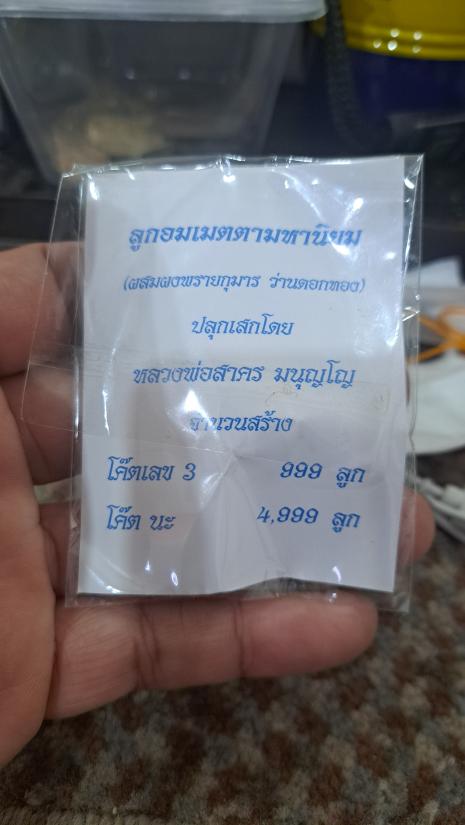 ลูกอมเมตตามหานิยม
(ผสมผงพรายกุมาร ว่านดอกทอง)
ปลุกเสกโดย
หลวงพ่อสาคร มนุญฺโญ
จำนวนสร้าง
โค๊ตเลข 3 999 ลูก
โค๊ต นะ 4,999 ลูก